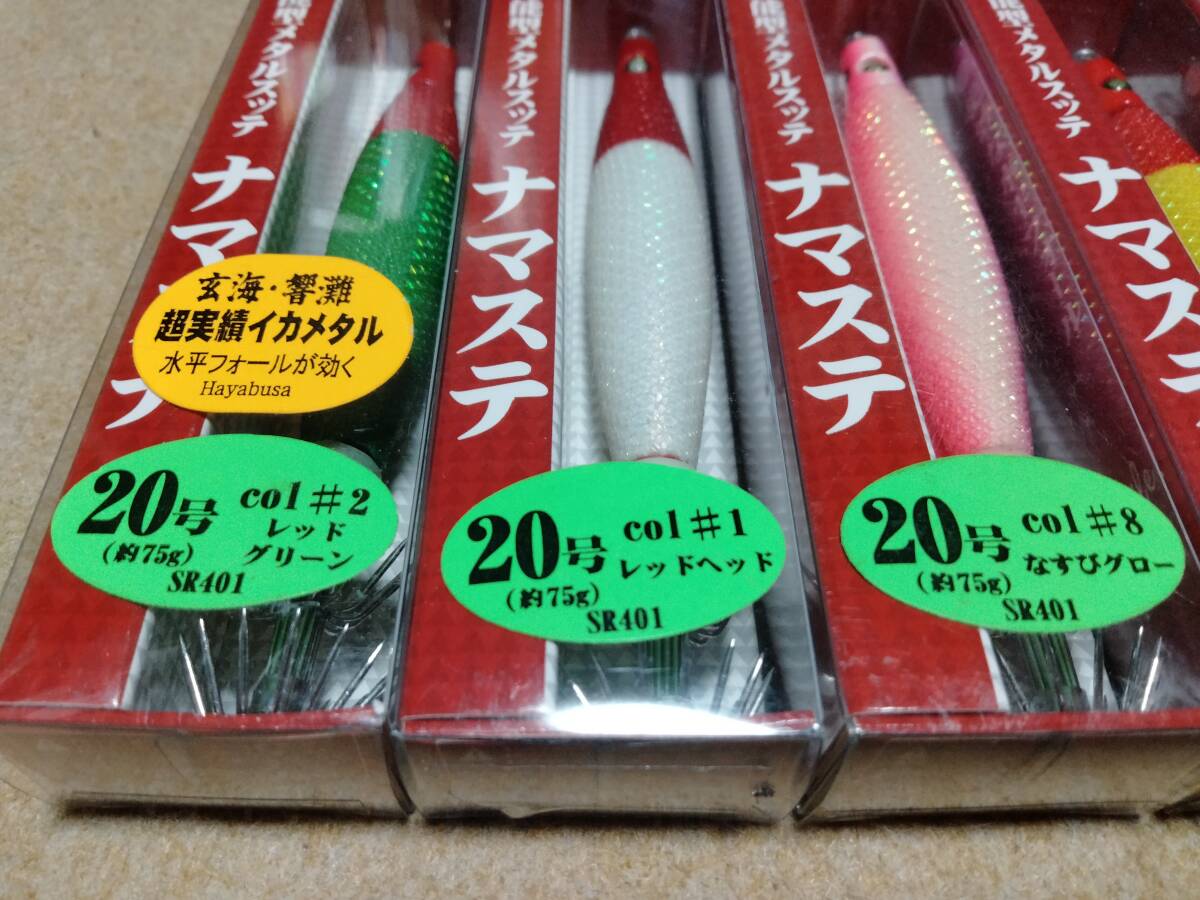 能型メタルスッテ
ナマステ
玄海・響灘
超実績イカメタル
水平フォールが効く
Hayabusa
20号
(約75g)
col #2
レッド
グリーン
SR401
能型メタルスッテ
ナマステ
20号
(約75g)
col #1
レッドヘッド
SR401
能型メタルスッテ
ナマステ
20号
(約75g)
col #8
なすびグロー
SR401
能型メタルスッテ
ナマステ